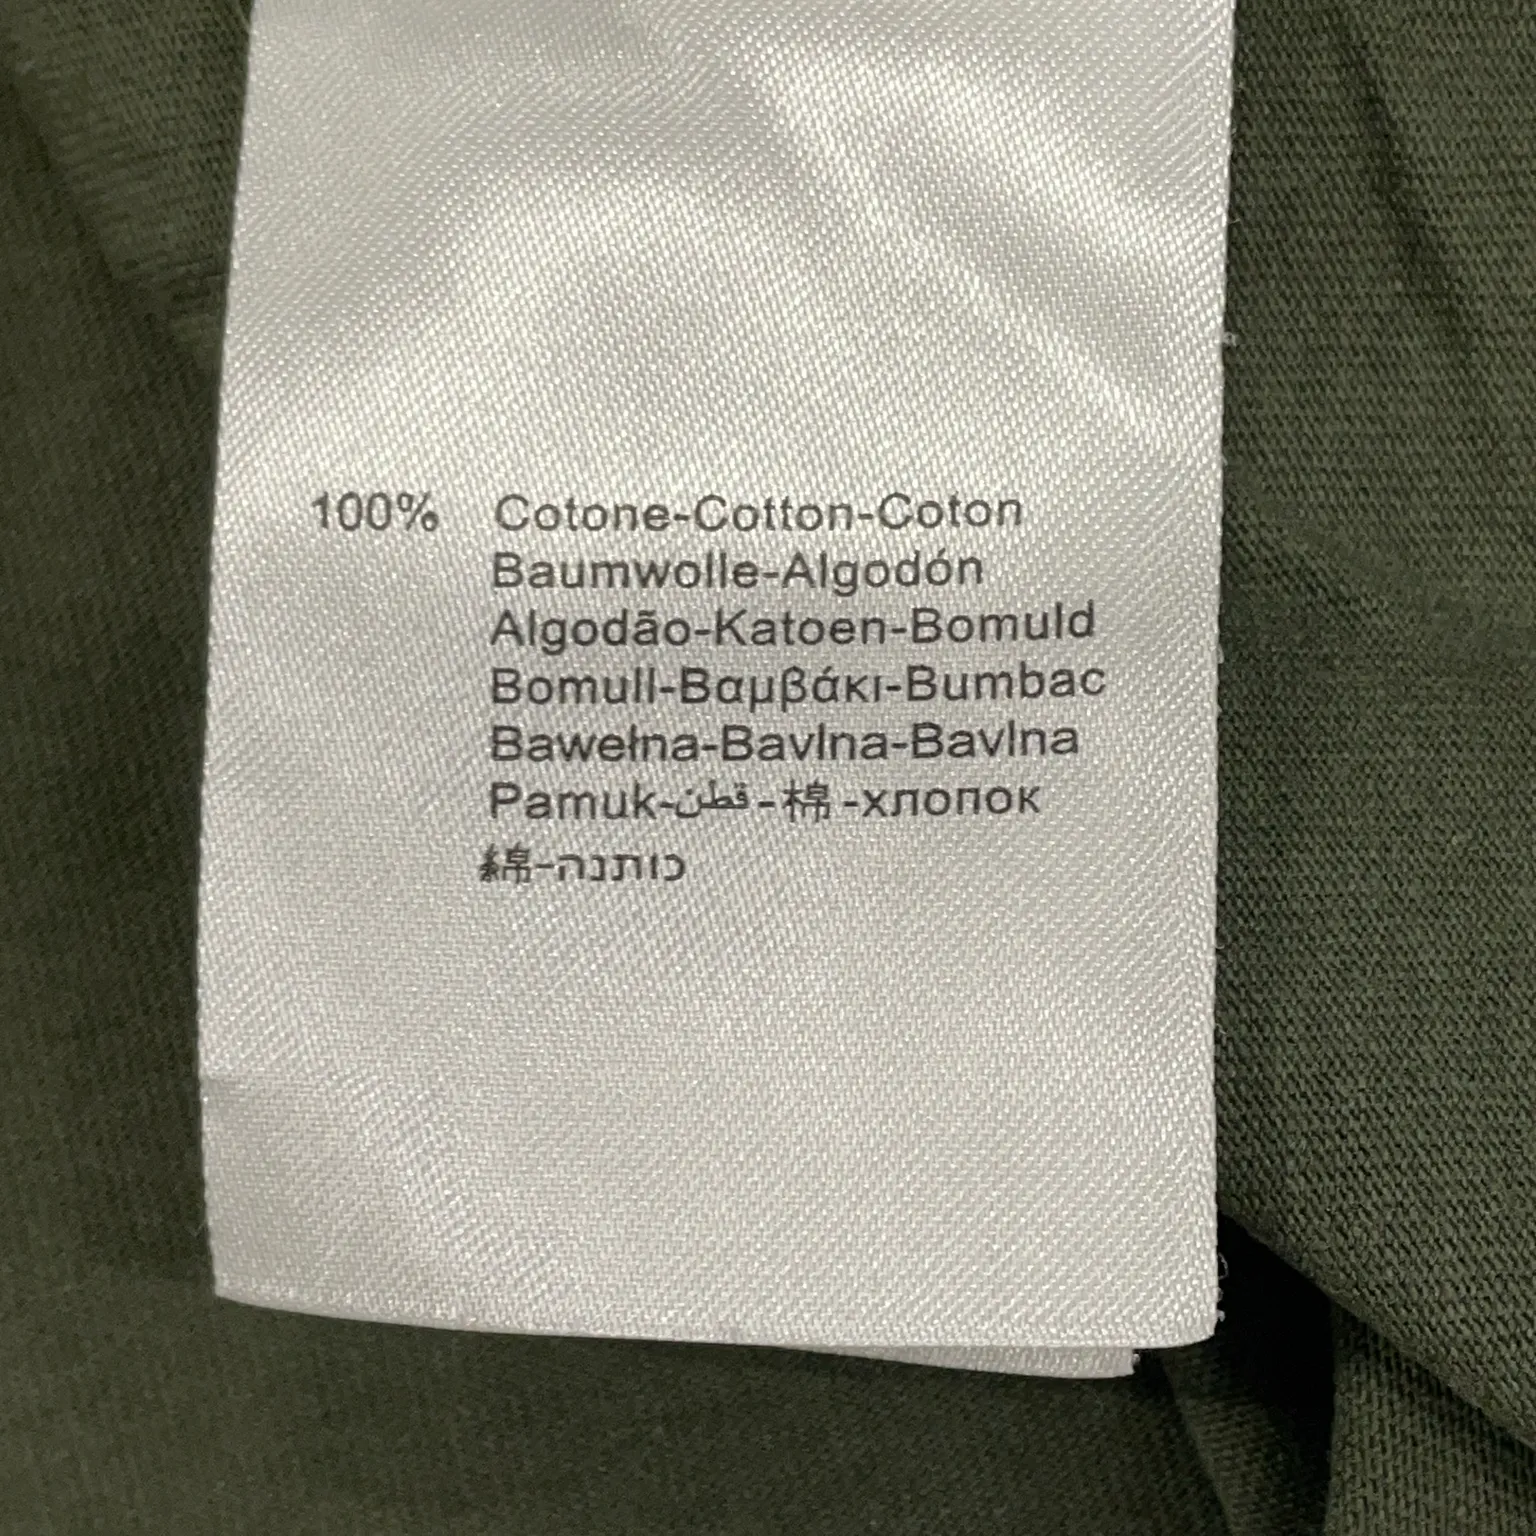 100% Cotone-Cotton-Coton
Baumwolle-Algodón
Algodão-Katoen-Bomuld
Bomull-Βαμβάκι-Bumbac
Bawełna-Bavlna-Bavlna
Pamuk-قطن-棉-хлопок
綿-כותנה